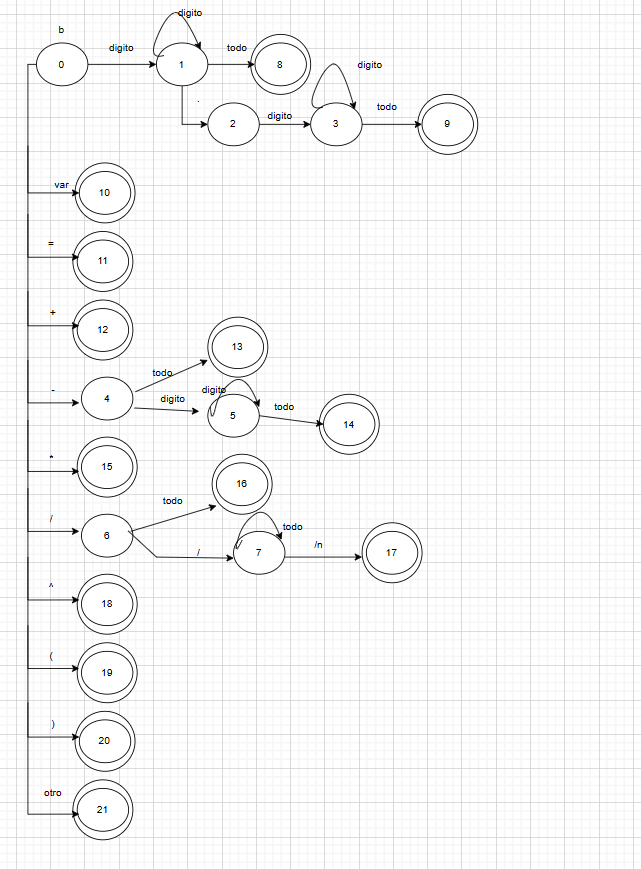 b
digito
digito
todo
0
1
8
.
digito
digito
todo
2
3
9
var
10
=
11
+
12
13
todo
-
4
digito
digito
5
todo
14
*
15
16
todo
/
6
/
7
todo
/n
17
^
18
(
19
)
20
otro
21